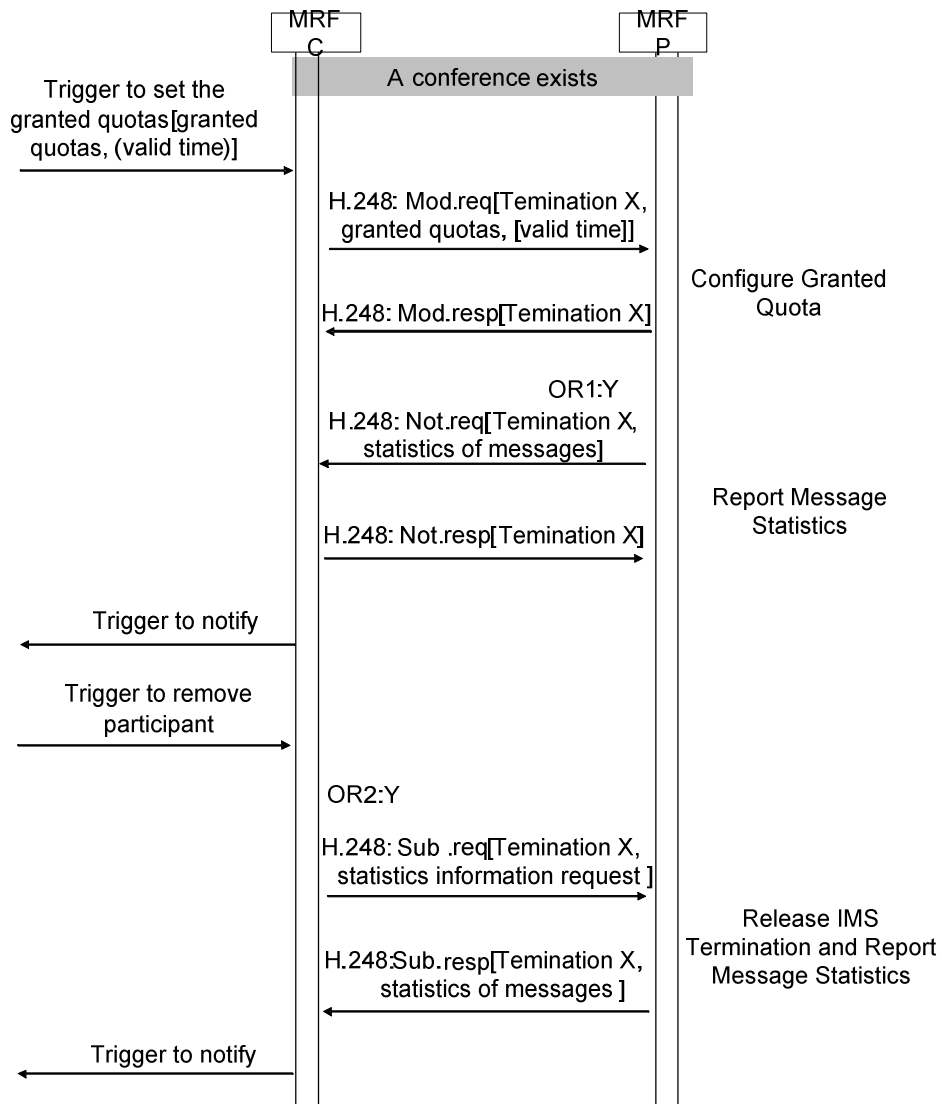 MRF
C
MRF
P
A conference exists
Trigger to set the
granted quotas[granted
quotas, (valid time)]
H.248: Mod.req[Temination X,
granted quotas, [valid time]]
Configure Granted
Quota
H.248: Mod.resp[Temination X]
OR1:Y
H.248: Not.req[Temination X,
statistics of messages]
Report Message
Statistics
H.248: Not.resp[Temination X]
Trigger to notify
Trigger to remove
participant
OR2:Y
H.248: Sub .req[Temination X,
statistics information request ]
Release IMS
Termination and Report
Message Statistics
H.248:Sub.resp[Temination X,
statistics of messages ]
Trigger to notify